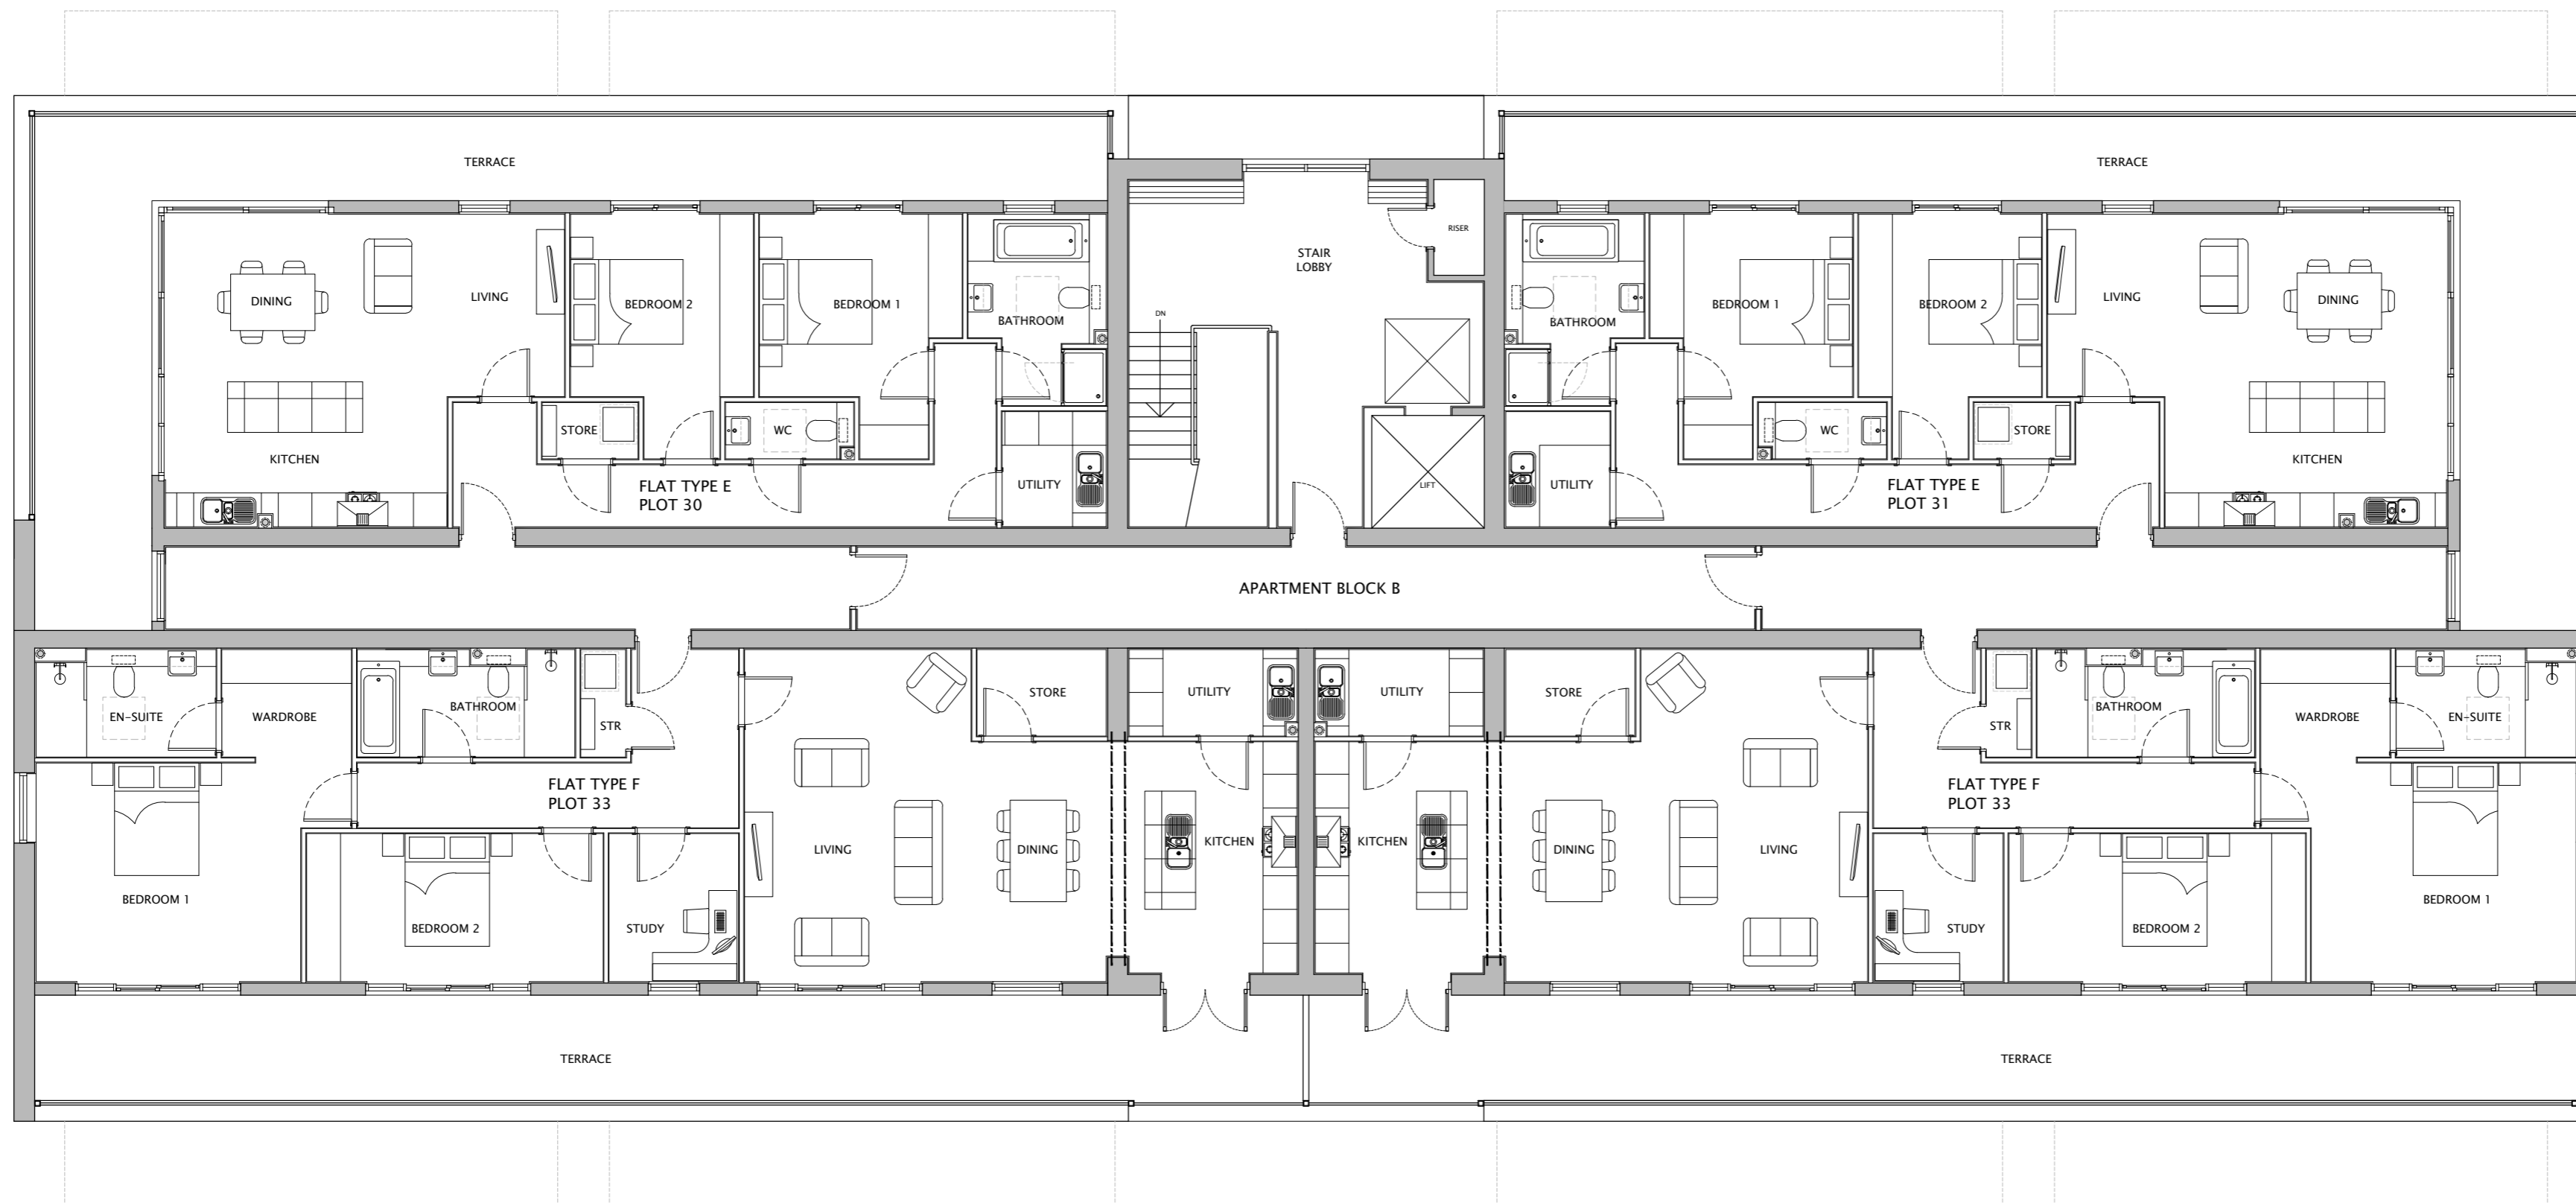 TERRACE
TERRACE
STAIR
LOBBY
RISER
DINING
LIVING
BEDROOM 2
BEDROOM 1
BATHROOM
DN
BATHROOM
BEDROOM 1
BEDROOM 2
LIVING
DINING
STORE
WC
KITCHEN
FLAT TYPE E
PLOT 30
UTILITY
LIFT
UTILITY
WC
STORE
KITCHEN
FLAT TYPE E
PLOT 31
APARTMENT BLOCK B
EN-SUITE
WARDROBE
BATHROOM
STR
STORE
UTILITY
UTILITY
STORE
STR
BATHROOM
WARDROBE
EN-SUITE
FLAT TYPE F
PLOT 33
FLAT TYPE F
PLOT 33
BEDROOM 1
BEDROOM 2
STUDY
LIVING
DINING
KITCHEN
KITCHEN
DINING
LIVING
STUDY
BEDROOM 2
BEDROOM 1
TERRACE
TERRACE